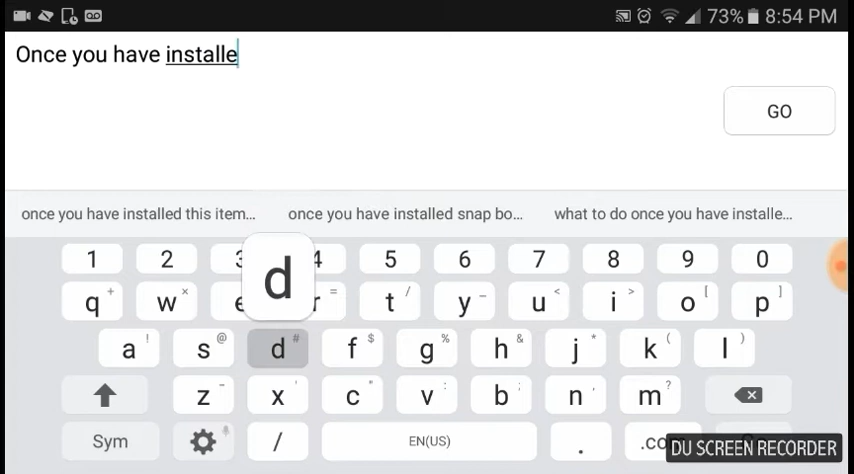 73% 8:54 PM
Once you have installe
GO
once you have installed this item... once you have installed snap bo... what to do once you have installe...
1 2 3 4 5 6 7 8 9 0
d
q + w × e r = t / y _ u < i > o [ p ]
a ! s @ d # f $ g % h & j * k ( l )
z - x ' c " v : b ; n , m ?
Sym / EN(US) . .co
DU SCREEN RECORDER